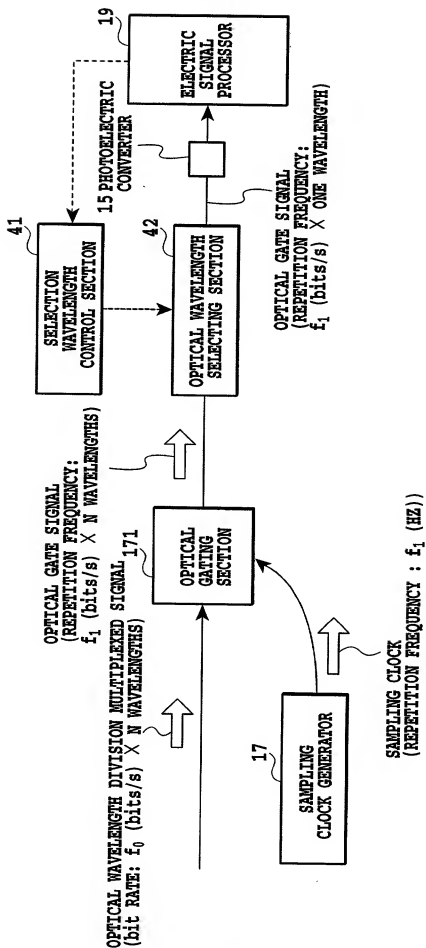 OPTICAL WAVELENGTH DIVISION MULTIPLEXED SIGNAL
(bit RATE: f0 (bits/s) X N WAVELENGTHS)
OPTICAL GATE SIGNAL
(REPETITION FREQUENCY:
f1 (bits/s) X N WAVELENGTHS)
171
OPTICAL
GATING
SECTION
17
SAMPLING
CLOCK GENERATOR
SAMPLING CLOCK
(REPETITION FREQUENCY : f1 (HZ))
41
SELECTION
WAVELENGTH
CONTROL SECTION
42
OPTICAL WAVELENGTH
SELECTING SECTION
15 PHOTOELECTRIC
CONVERTER
OPTICAL GATE SIGNAL
(REPETITION FREQUENCY:
f1 (bits/s) X ONE WAVELENGTH)
19
ELECTRIC
SIGNAL
PROCESSOR